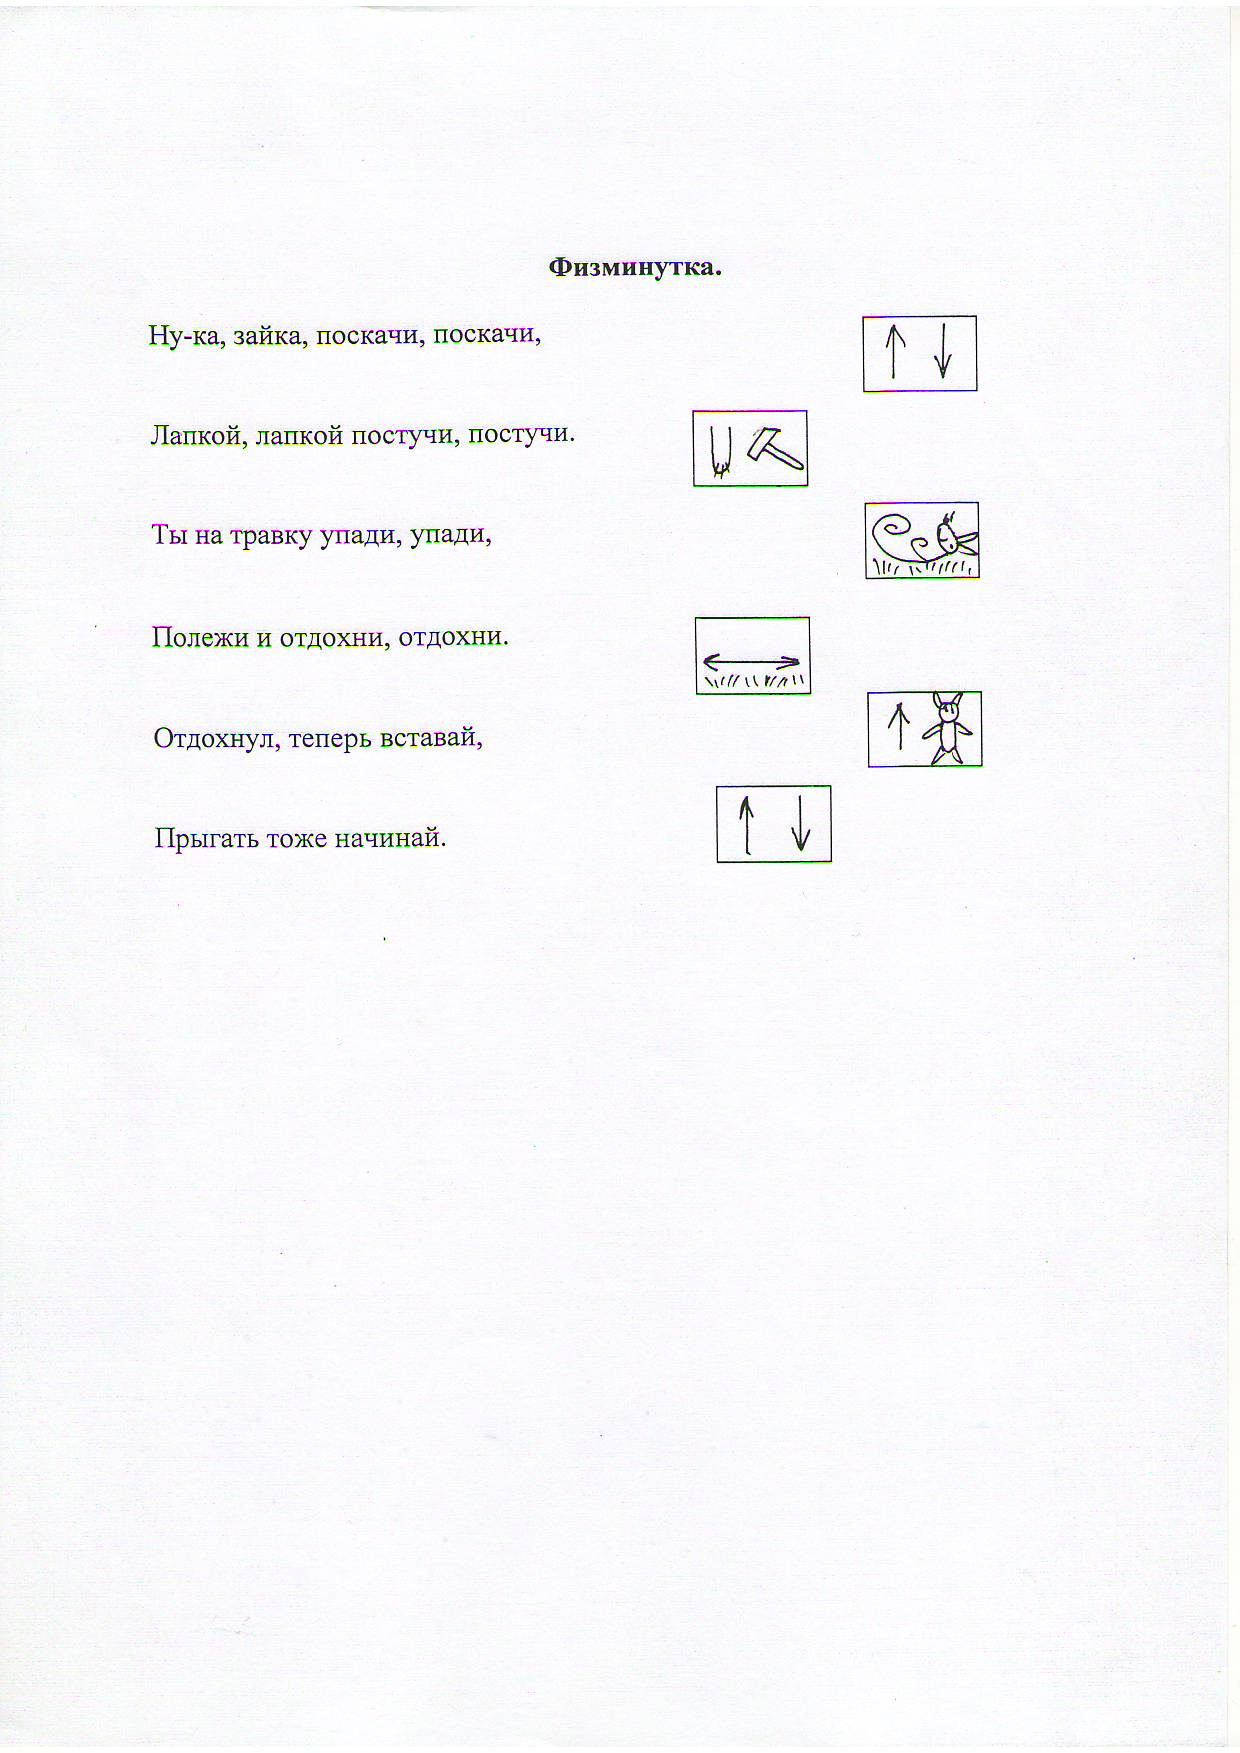 Физминутка.
Ну-ка, зайка, поскачи, поскачи,
Лапкой, лапкой постучи, постучи.
Ты на травку упади, упади,
Полежи и отдохни, отдохни.
Отдохнул, теперь вставай,
Прыгать тоже начинай.